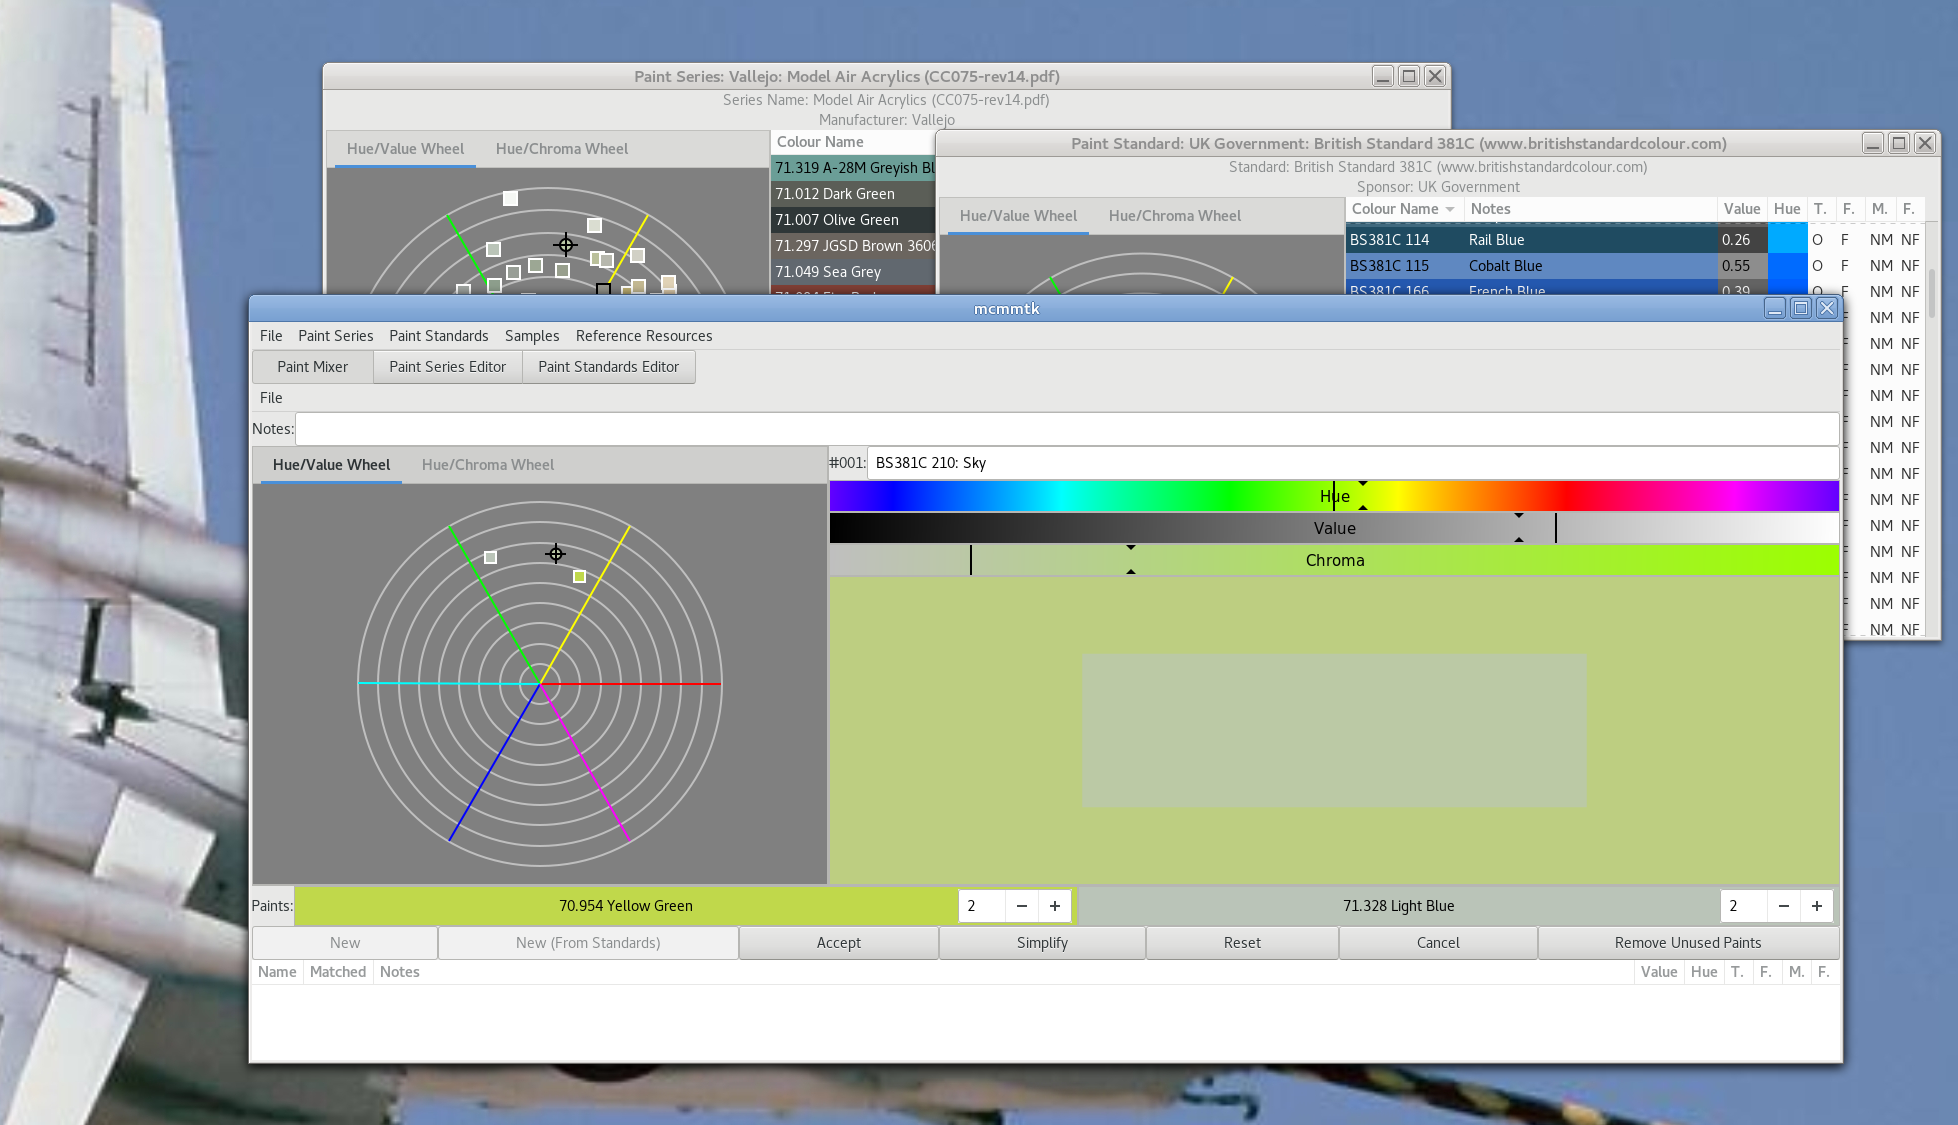 Paint Series: Vallejo: Model Air Acrylics (CC075-rev14.pdf)
Series Name: Model Air Acrylics (CC075-rev14.pdf)
Manufacturer: Vallejo
Hue/Value Wheel Hue/Chroma Wheel
Colour Name
71.319 A-28M Greyish
71.012 Dark Green
71.007 Olive Green
71.297 JGSD Brown
71.049 Sea Grey
Paint Standard: UK Government: British Standard 381C (www.britishstandardcolour.com)
Standard: British Standard 381C (www.britishstandardcolour.com)
Sponsor: UK Government
Hue/Value Wheel Hue/Chroma Wheel
Colour Name Notes Value Hue T. F. M. F.
BS381C 114 Rail Blue 0.26 O F NM NF
BS381C 115 Cobalt Blue 0.55 O F NM NF
BS381C 166 French Blue 0.39 O F NM NF
F NM NF
F NM NF
F NM NF
F NM NF
F NM NF
F NM NF
F NM NF
F NM NF
F NM NF
F NM NF
F NM NF
F NM NF
F NM NF
mcmmtk
File Paint Series Paint Standards Samples Reference Resources
Paint Mixer Paint Series Editor Paint Standards Editor
File
Notes:
Hue/Value Wheel Hue/Chroma Wheel
#001: BS381C 210: Sky
Hue
Value
Chroma
Paints: 70.954 Yellow Green 2 − + 71.328 Light Blue 2 − +
New New (From Standards) Accept Simplify Reset Cancel Remove Unused Paints
Name Matched Notes Value Hue T. F. M. F.